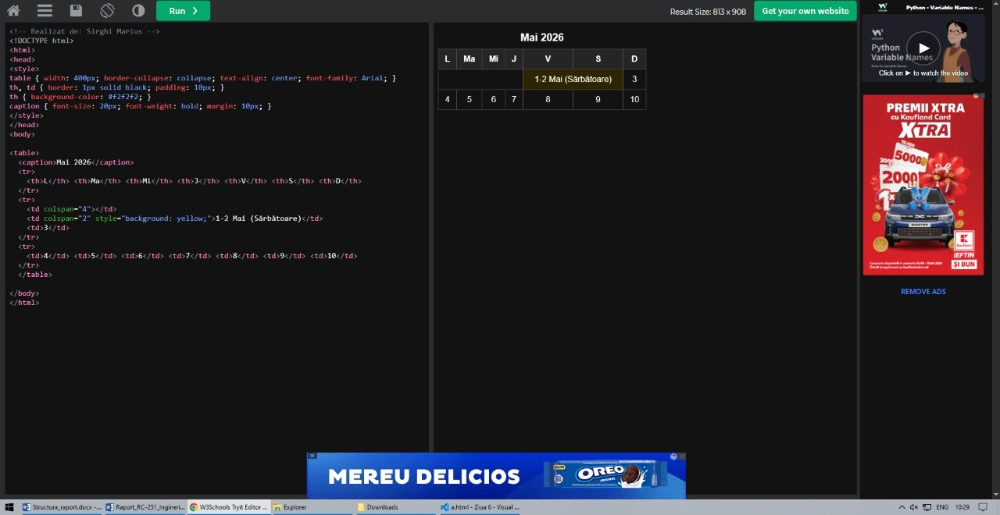 Run ❯
Result Size: 813 x 908
Get your own website
<!-- Realizat de: Sirghi Marius -->
<!DOCTYPE html>
<html>
<head>
<style>
table { width: 400px; border-collapse: collapse; text-align: center; font-family: Arial; }
th, td { border: 1px solid black; padding: 10px; }
th { background-color: #f2f2f2; }
caption { font-size: 20px; font-weight: bold; margin: 10px; }
</style>
</head>
<body>
<table>
<caption>Mai 2026</caption>
<tr>
<th>L</th> <th>Ma</th> <th>Mi</th> <th>J</th> <th>V</th> <th>S</th> <th>D</th>
</tr>
<tr>
<td colspan="4"></td>
<td colspan="2" style="background: yellow;">1-2 Mai (Sărbătoare)</td>
<td>3</td>
</tr>
<tr>
<td>4</td> <td>5</td> <td>6</td> <td>7</td> <td>8</td> <td>9</td> <td>10</td>
</tr>
</table>
</body>
</html>
Mai 2026
L Ma Mi J V S D
1-2 Mai (Sărbătoare) 3
4 5 6 7 8 9 10
Python - Variable Names - ...
schools
Python
Variable Names
Click on ► to watch the video
PREMII XTRA
cu Kaufland Card
XTRA
5000
2000
1x
BIGSTER
Kaufland
IEFTIN
ȘI BUN
REMOVE ADS
MEREU DELICIOS
OREO
ORIGINAL
Structura_raport.docx -...
Raport_RC-251_Ingineri...
W3Schools Tryit Editor ...
Explorer
Downloads
a.html - Ziua 6 - Visual ...
ENG
10:29